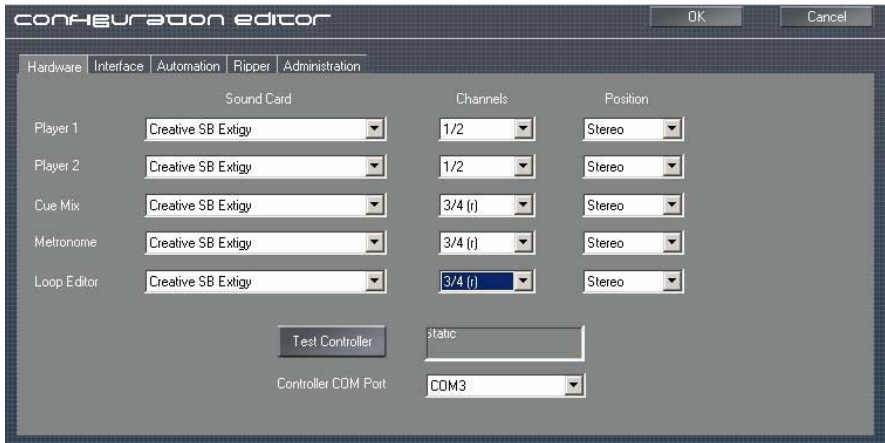 configuration editor OK Cancel
Hardware Interface Automation Ripper Administration
Sound Card Channels Position
Player 1 Creative SB Extigy 1/2 Stereo
Player 2 Creative SB Extigy 1/2 Stereo
Cue Mix Creative SB Extigy 3/4 (r) Stereo
Metronome Creative SB Extigy 3/4 (r) Stereo
Loop Editor Creative SB Extigy 3/4 (r) Stereo
Test Controller Static
Controller COM Port COM3